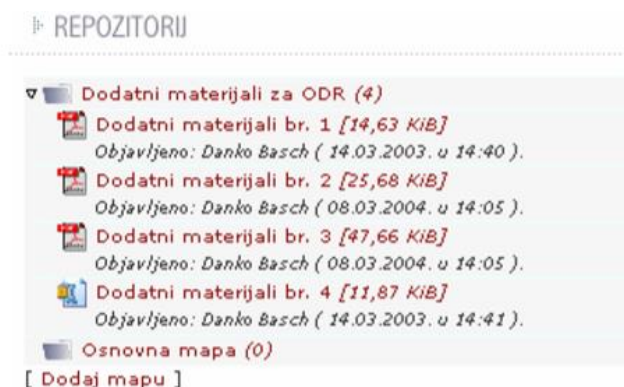 REPOZITORIJ
Dodatni materijali za ODR (4)
Dodatni materijali br. 1 [14,63 KiB]
Objavljeno: Danko Basch ( 14.03.2003. u 14:40 ).
Dodatni materijali br. 2 [25,68 KiB]
Objavljeno: Danko Basch ( 08.03.2004. u 14:05 ).
Dodatni materijali br. 3 [47,66 KiB]
Objavljeno: Danko Basch ( 08.03.2004. u 14:05 ).
Dodatni materijali br. 4 [11,87 KiB]
Objavljeno: Danko Basch ( 14.03.2003. u 14:41 ).
Osnovna mapa (0)
[ Dodaj mapu ]